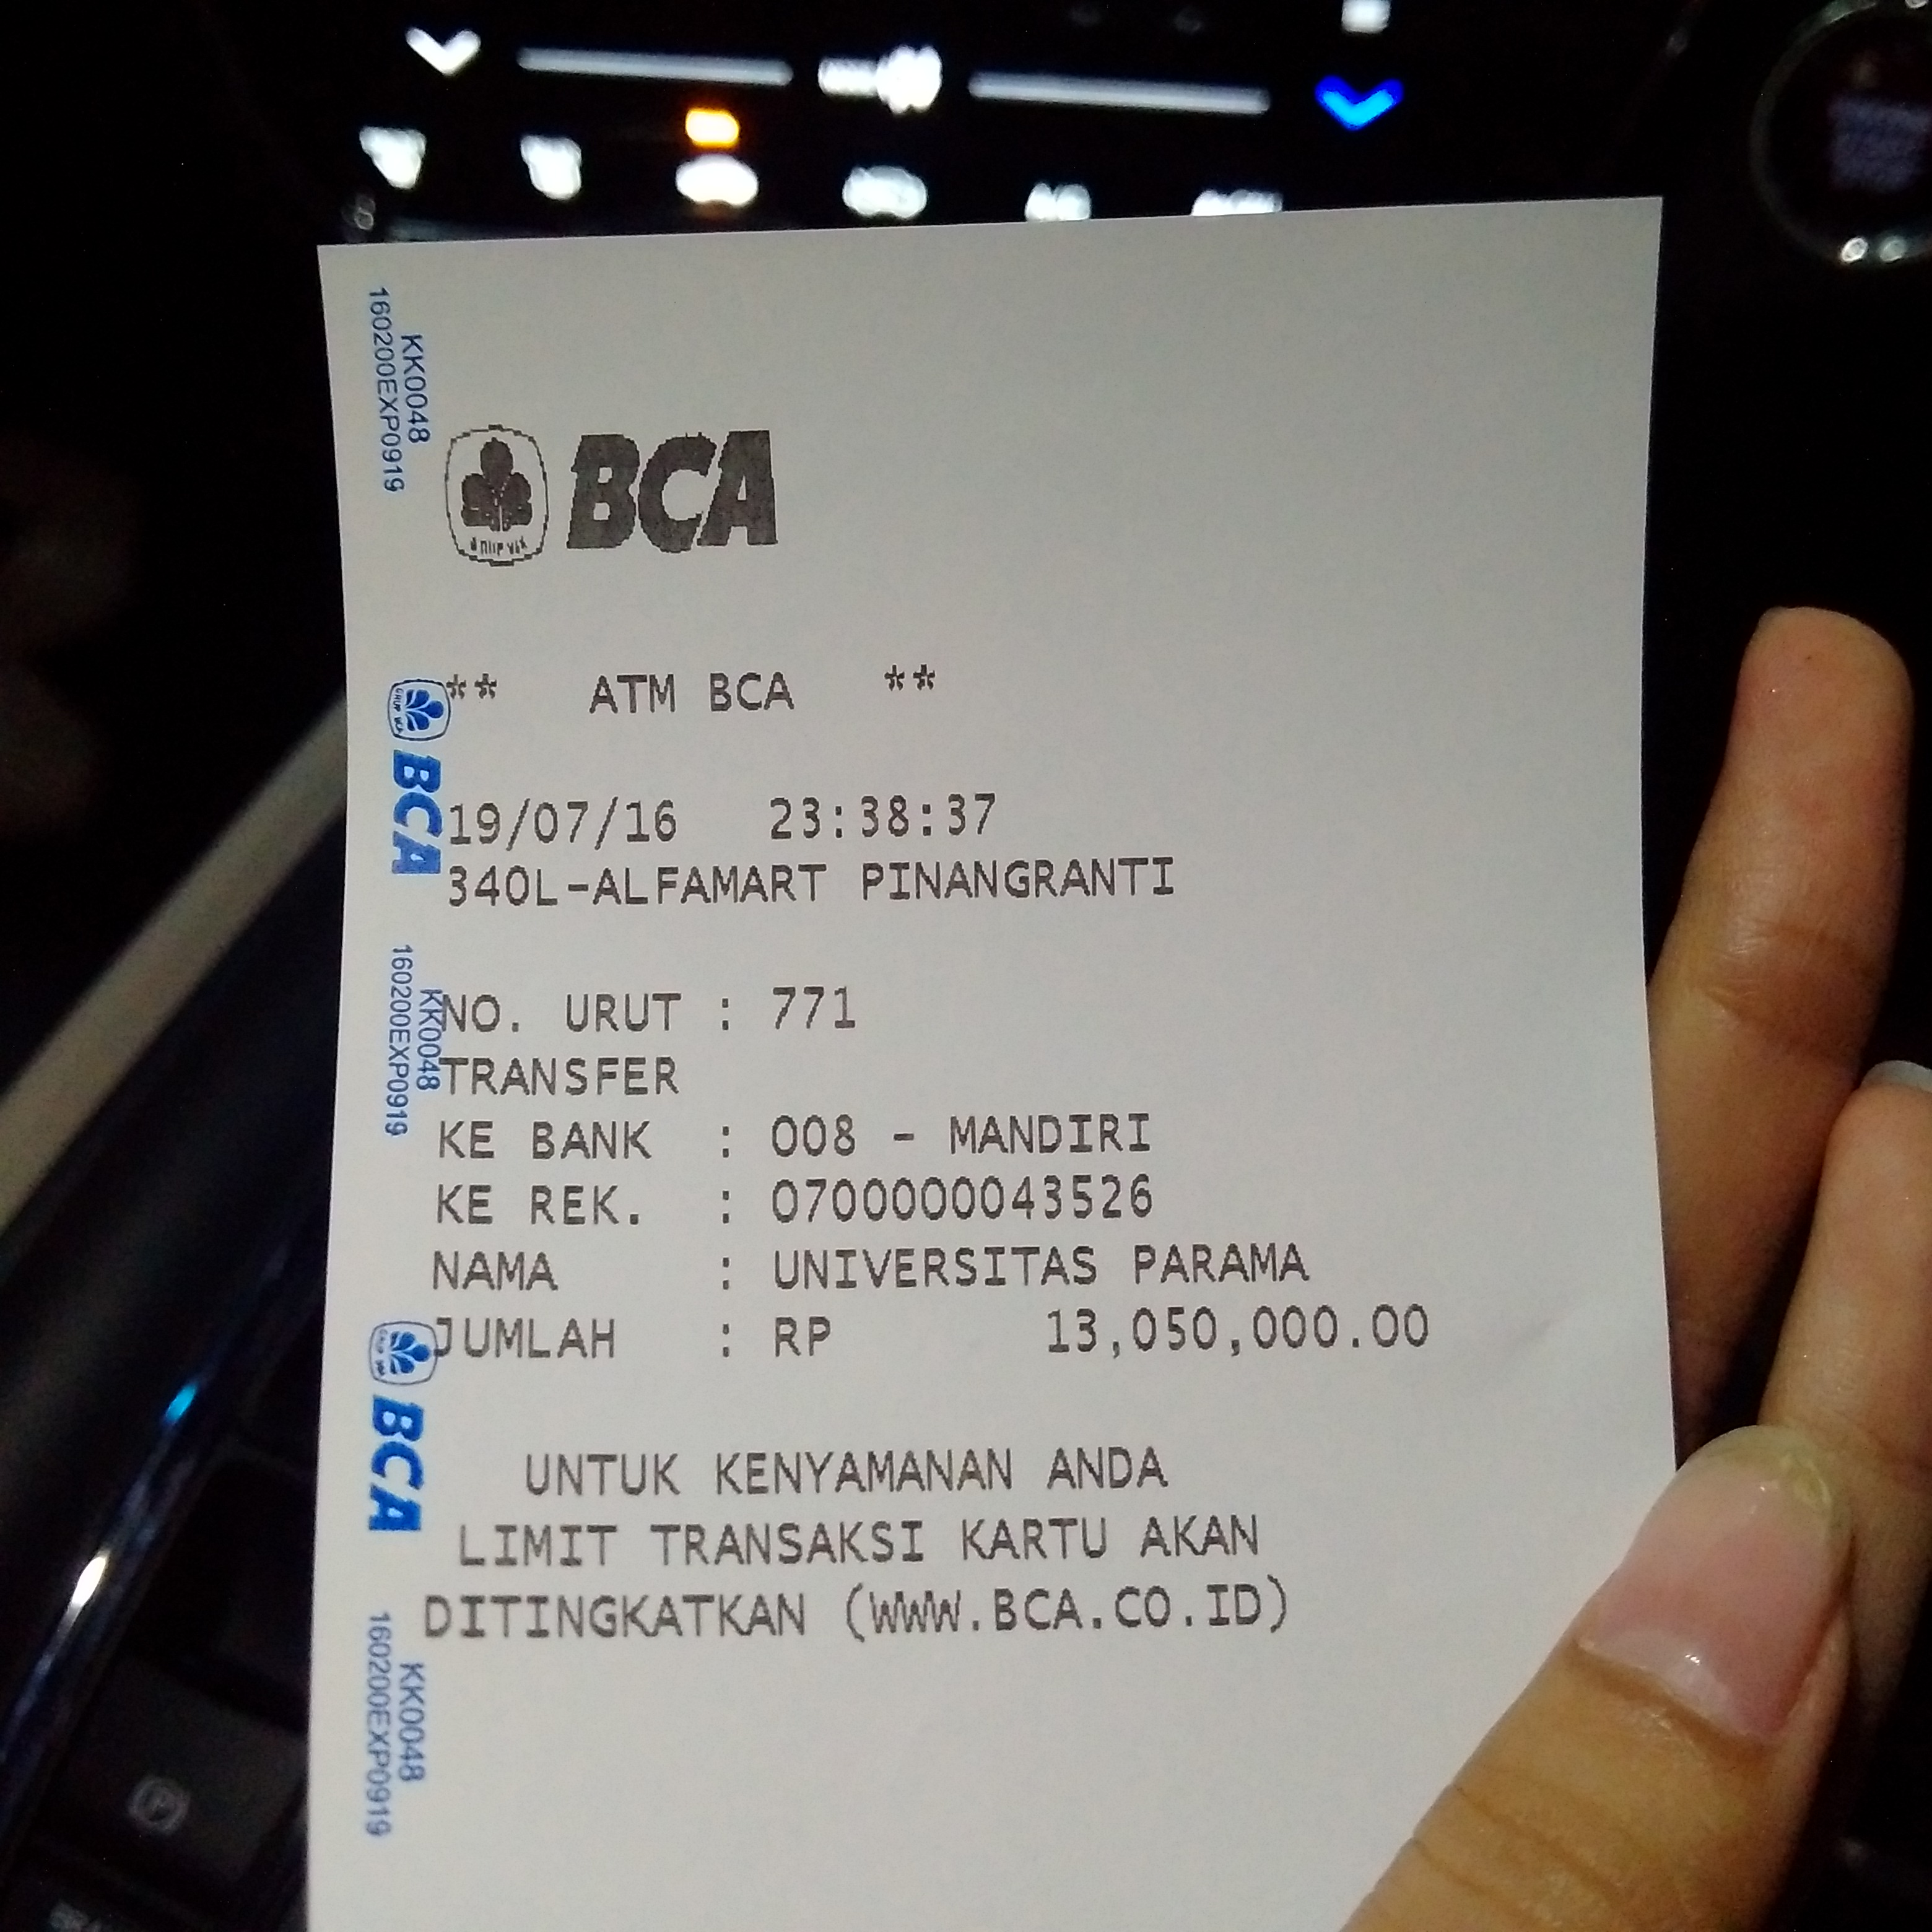 BCA
** ATM BCA **
19/07/16 23:38:37
340L-ALFAMART PINANGRANTI
NO. URUT : 771
TRANSFER
KE BANK : 008 - MANDIRI
KE REK. : 0700000043526
NAMA : UNIVERSITAS PARAMA
JUMLAH : RP 13,050,000.00
UNTUK KENYAMANAN ANDA
LIMIT TRANSAKSI KARTU AKAN
DITINGKATKAN (WWW.BCA.CO.ID)
KK0048
160200EXP0919
BCA
KK0048
160200EXP0919
BCA
KK0048
160200EXP0919